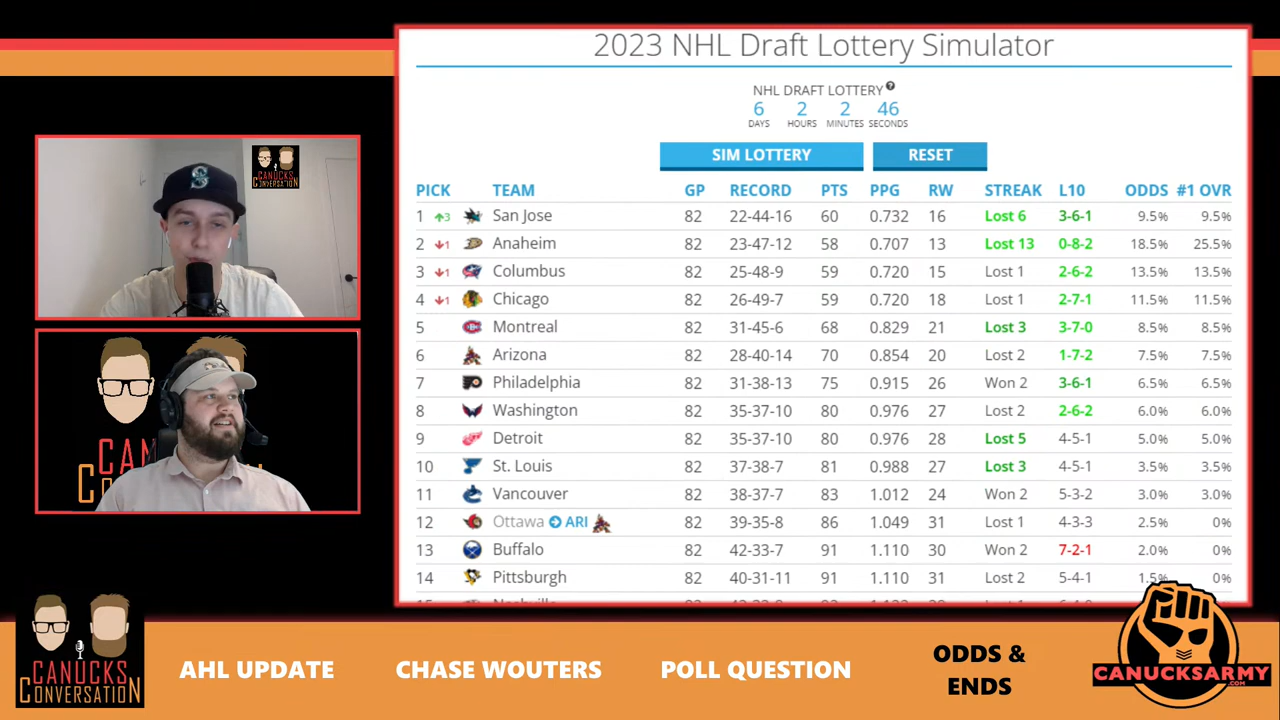 2023 NHL Draft Lottery Simulator
NHL DRAFT LOTTERY ?
6 2 2 46
DAYS HOURS MINUTES SECONDS
SIM LOTTERY RESET
PICK TEAM GP RECORD PTS PPG RW STREAK L10 ODDS #1 OVR
1 3 San Jose 82 22-44-16 60 0.732 16 Lost 6 3-6-1 9.5% 9.5%
2 1 Anaheim 82 23-47-12 58 0.707 13 Lost 13 0-8-2 18.5% 25.5%
3 1 Columbus 82 25-48-9 59 0.720 15 Lost 1 2-6-2 13.5% 13.5%
4 1 Chicago 82 26-49-7 59 0.720 18 Lost 1 2-7-1 11.5% 11.5%
5 Montreal 82 31-45-6 68 0.829 21 Lost 3 3-7-0 8.5% 8.5%
6 Arizona 82 28-40-14 70 0.854 20 Lost 2 1-7-2 7.5% 7.5%
7 Philadelphia 82 31-38-13 75 0.915 26 Won 2 3-6-1 6.5% 6.5%
8 Washington 82 35-37-10 80 0.976 27 Lost 2 2-6-2 6.0% 6.0%
9 Detroit 82 35-37-10 80 0.976 28 Lost 5 4-5-1 5.0% 5.0%
10 St. Louis 82 37-38-7 81 0.988 27 Lost 3 4-5-1 3.5% 3.5%
11 Vancouver 82 38-37-7 83 1.012 24 Won 2 5-3-2 3.0% 3.0%
12 Ottawa ARI 82 39-35-8 86 1.049 31 Lost 1 4-3-3 2.5% 0%
13 Buffalo 82 42-33-7 91 1.110 30 Won 2 7-2-1 2.0% 0%
14 Pittsburgh 82 40-31-11 91 1.110 31 Lost 2 5-4-1 1.5% 0%
CANUCKS
CONVERSATION
CAN
CO
CANUCKS
CONVERSATION
AHL UPDATE
CHASE WOUTERS
POLL QUESTION
ODDS &
ENDS
CANUCKSARMY
.COM